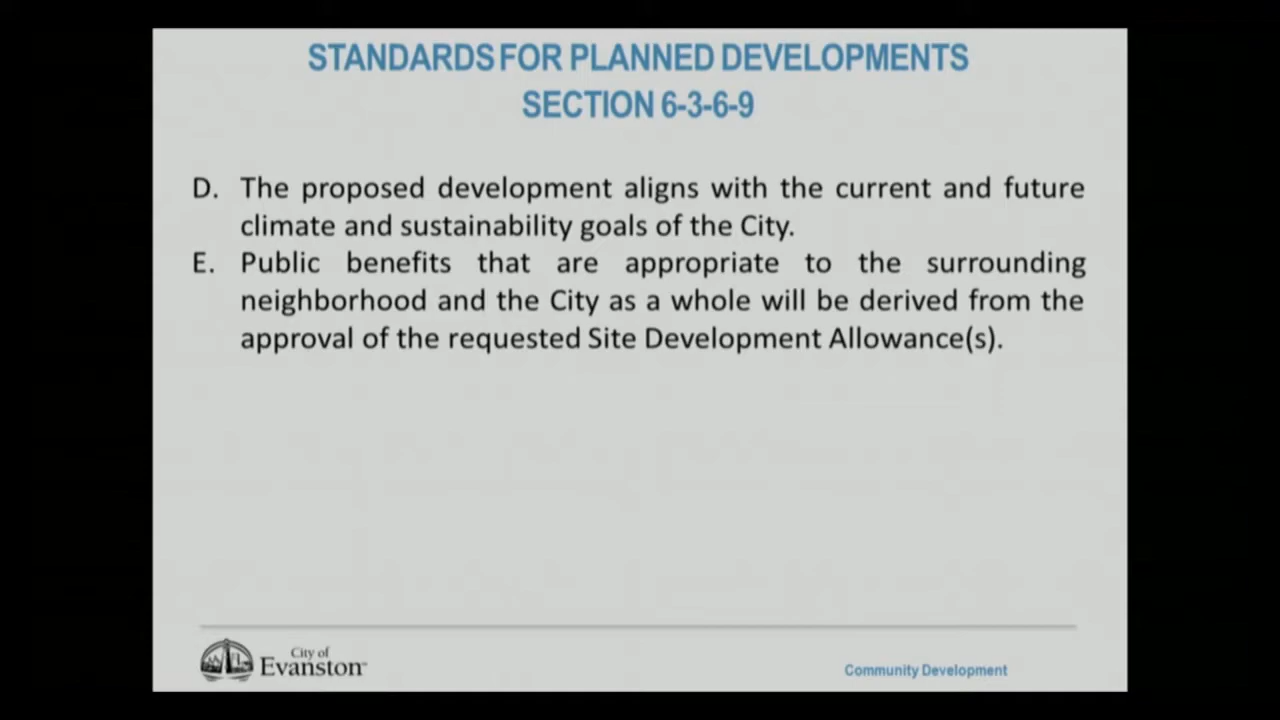 STANDARDS FOR PLANNED DEVELOPMENTS
SECTION 6-3-6-9
D. The proposed development aligns with the current and future
climate and sustainability goals of the City.
E. Public benefits that are appropriate to the surrounding
neighborhood and the City as a whole will be derived from the
approval of the requested Site Development Allowance(s).
City of
Evanston™
Community Development